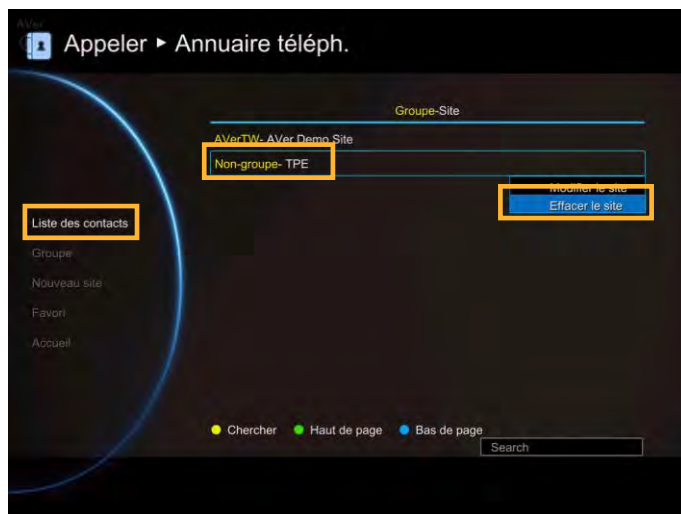 AVer
Appeler ► Annuaire téléph.
Groupe-Site
AVerTW- AVer Demo Site
Non-groupe- TPE
Modifier le site
Effacer le site
Liste des contacts
Groupe
Nouveau site
Favori
Accueil
Chercher Haut de page Bas de page
Search